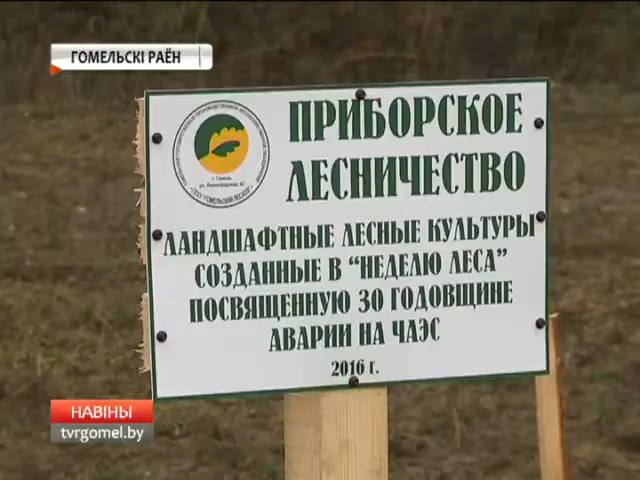 ГОМЕЛЬСКІ РАЁН
ПРИБОРСКОЕ
ЛЕСНИЧЕСТВО
г. Гомель,
ЛАНДШАФТНЫЕ ЛЕСНЫЕ КУЛЬТУРЫ
СОЗДАННЫЕ В "НЕДЕЛЮ ЛЕСА"
ПОСВЯЩЕННУЮ 30 ГОДОВЩИНЕ
АВАРИИ НА ЧАЭС
2016 г.
НАВІНЫ
tvrgomel.by